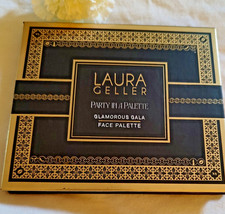 LAURA
GELLER
PARTY IN A PALETTE
GLAMOROUS GALA
FACE PALETTE